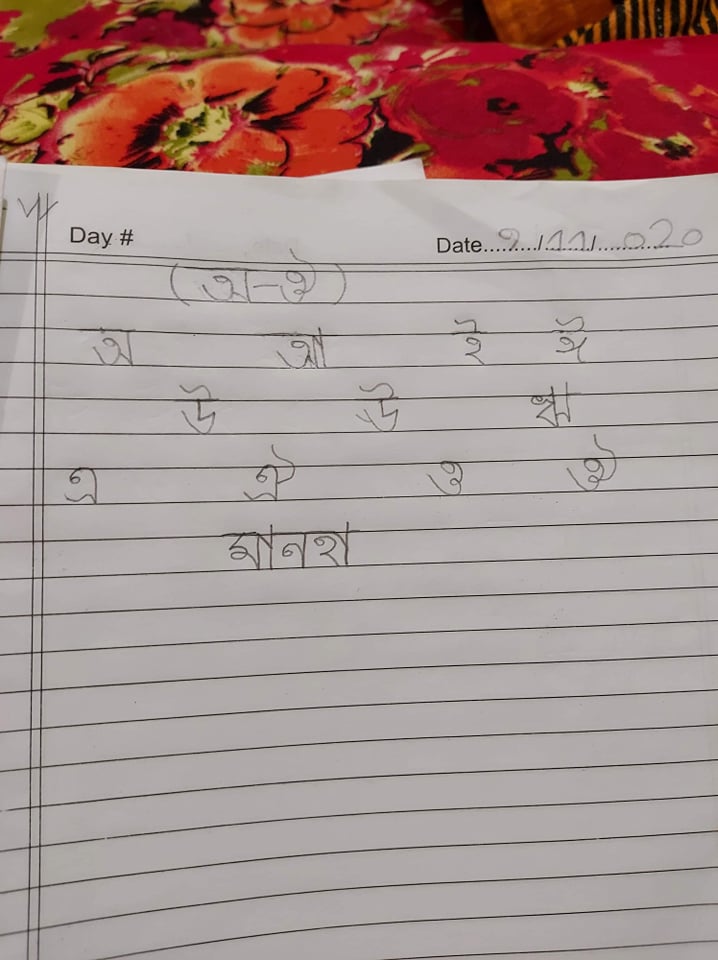 Day #
Date....9..../11/....020
(অ-ঔ)
অ আ ই ঈ
উ ঊ ঋ
এ ঐ ও ঔ
মানহা